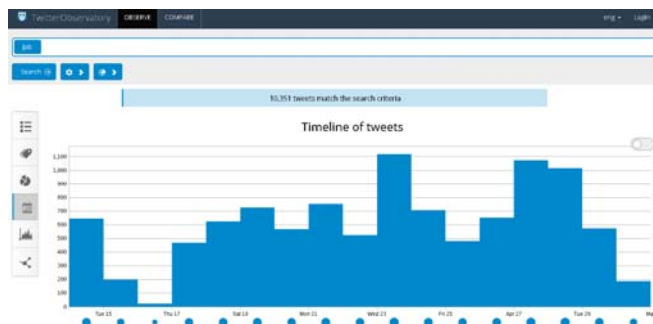 TwitterObservatory OBSERVE COMPARE eng Login
job
Search
10,351 tweets match the search criteria
Timeline of tweets
1,100
1,000
900
800
700
600
500
400
300
200
100
0
Tue 15 Thu 17 Sat 19 Mon 21 Wed 23 Fri 25 Apr 27 Tue 29